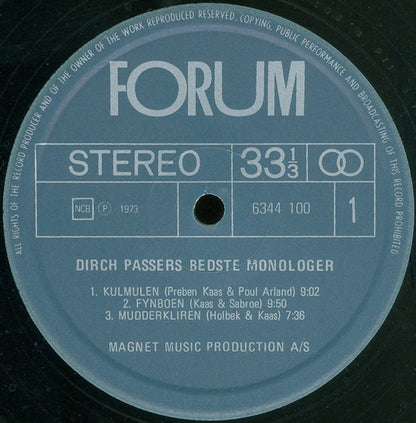 ALL RIGHTS OF THE RECORD PRODUCER AND OF THE OWNER OF THE WORK REPRODUCED RESERVED. COPYING, PUBLIC PERFORMANCE AND BROADCASTING OF THIS RECORD PROHIBITED
FORUM
STEREO 33 1/3
NCB ℗ 1973 6344 100 1
DIRCH PASSERS BEDSTE MONOLOGER
1. KULMULEN (Preben Kaas & Poul Arland) 9:02
2. FYNBOEN (Kaas & Sabroe) 9:50
3. MUDDERKLIREN (Holbek & Kaas) 7:36
MAGNET MUSIC PRODUCTION A/S